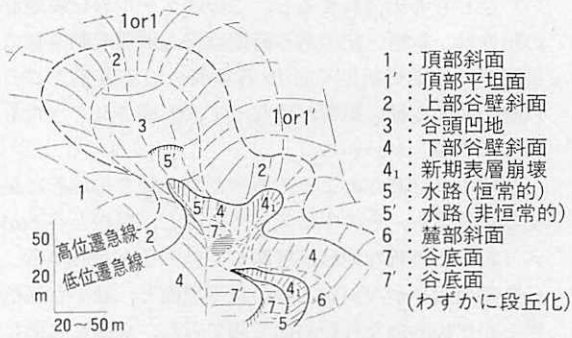 1or1'
2
3
1or1'
2
5'
1
4₁
5
4
7
2
高位遷急線
低位遷急線
4
4
7'
4₁
6
7
5
50
20
m
20～50m
1 : 頂部斜面
1' : 頂部平坦面
2 : 上部谷壁斜面
3 : 谷頭凹地
4 : 下部谷壁斜面
4₁ : 新期表層崩壊
5 : 水路(恒常的)
5' : 水路(非恒常的)
6 : 麓部斜面
7 : 谷底面
7' : 谷底面
(わずかに段丘化)